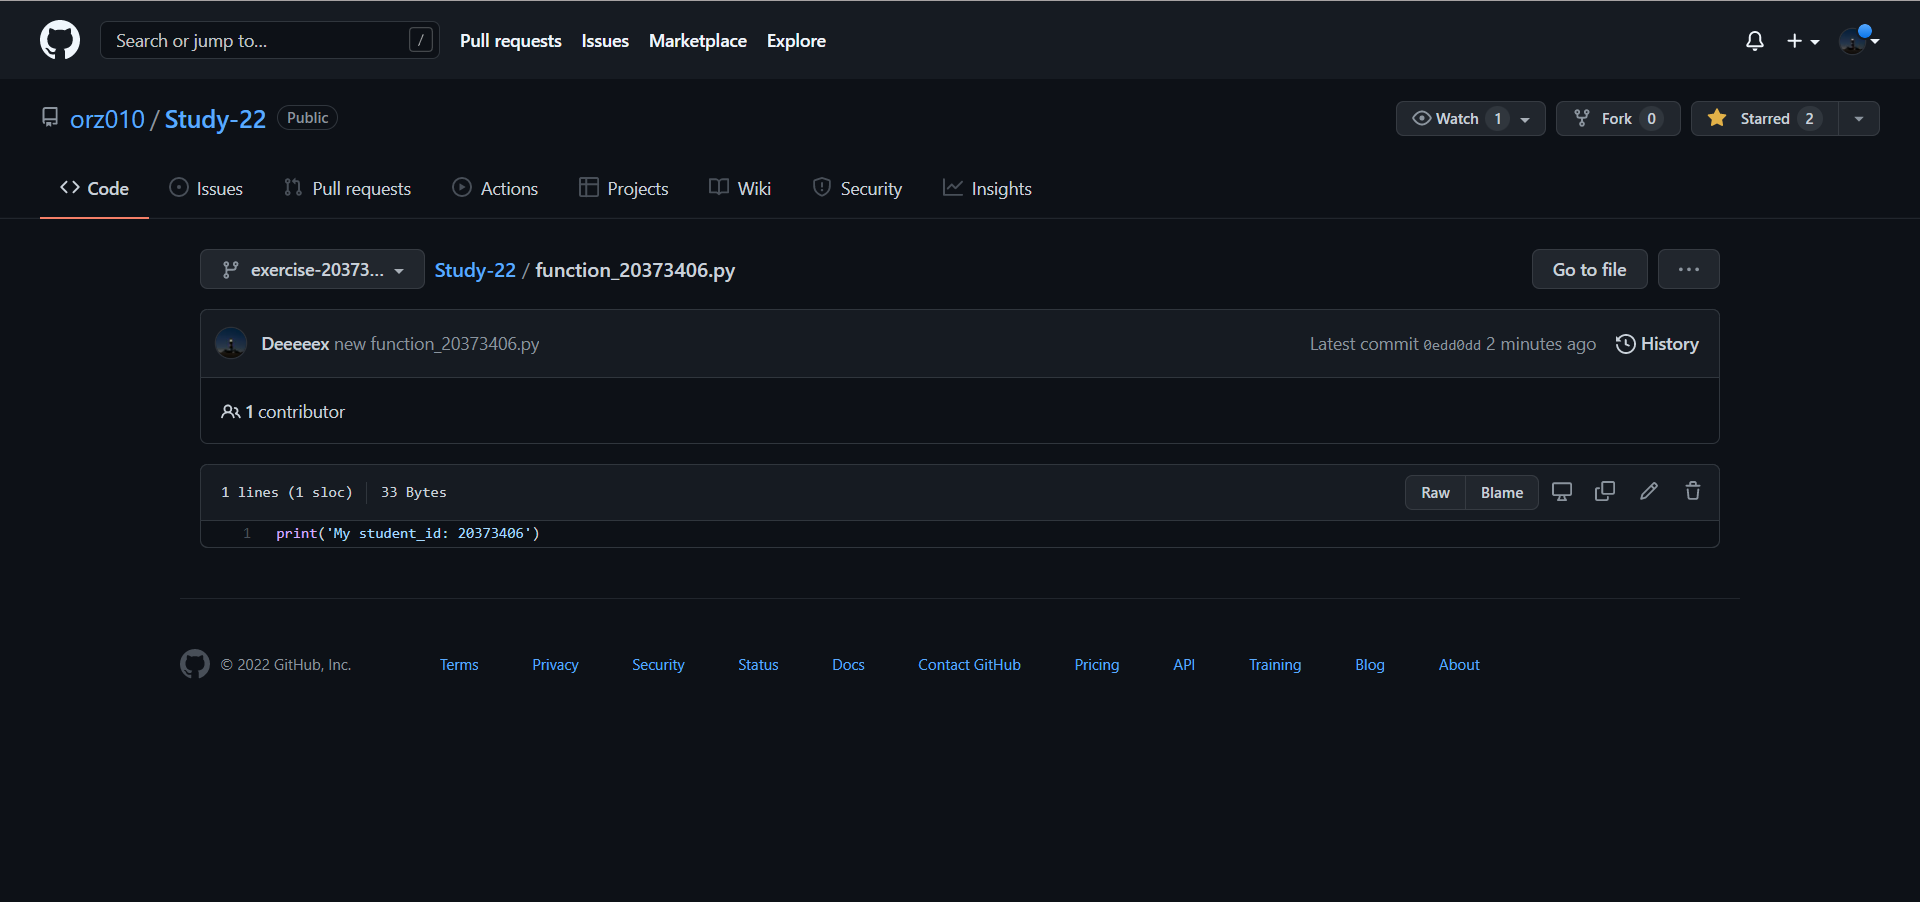 Search or jump to... / Pull requests Issues Marketplace Explore
orz010 / Study-22 Public Watch 1 Fork 0 Starred 2
Code Issues Pull requests Actions Projects Wiki Security Insights
exercise-20373... Study-22 / function_20373406.py Go to file ...
Deeeeex new function_20373406.py Latest commit 0edd0dd 2 minutes ago History
1 contributor
1 lines (1 sloc) 33 Bytes Raw Blame
1 print('My student_id: 20373406')
© 2022 GitHub, Inc. Terms Privacy Security Status Docs Contact GitHub Pricing API Training Blog About